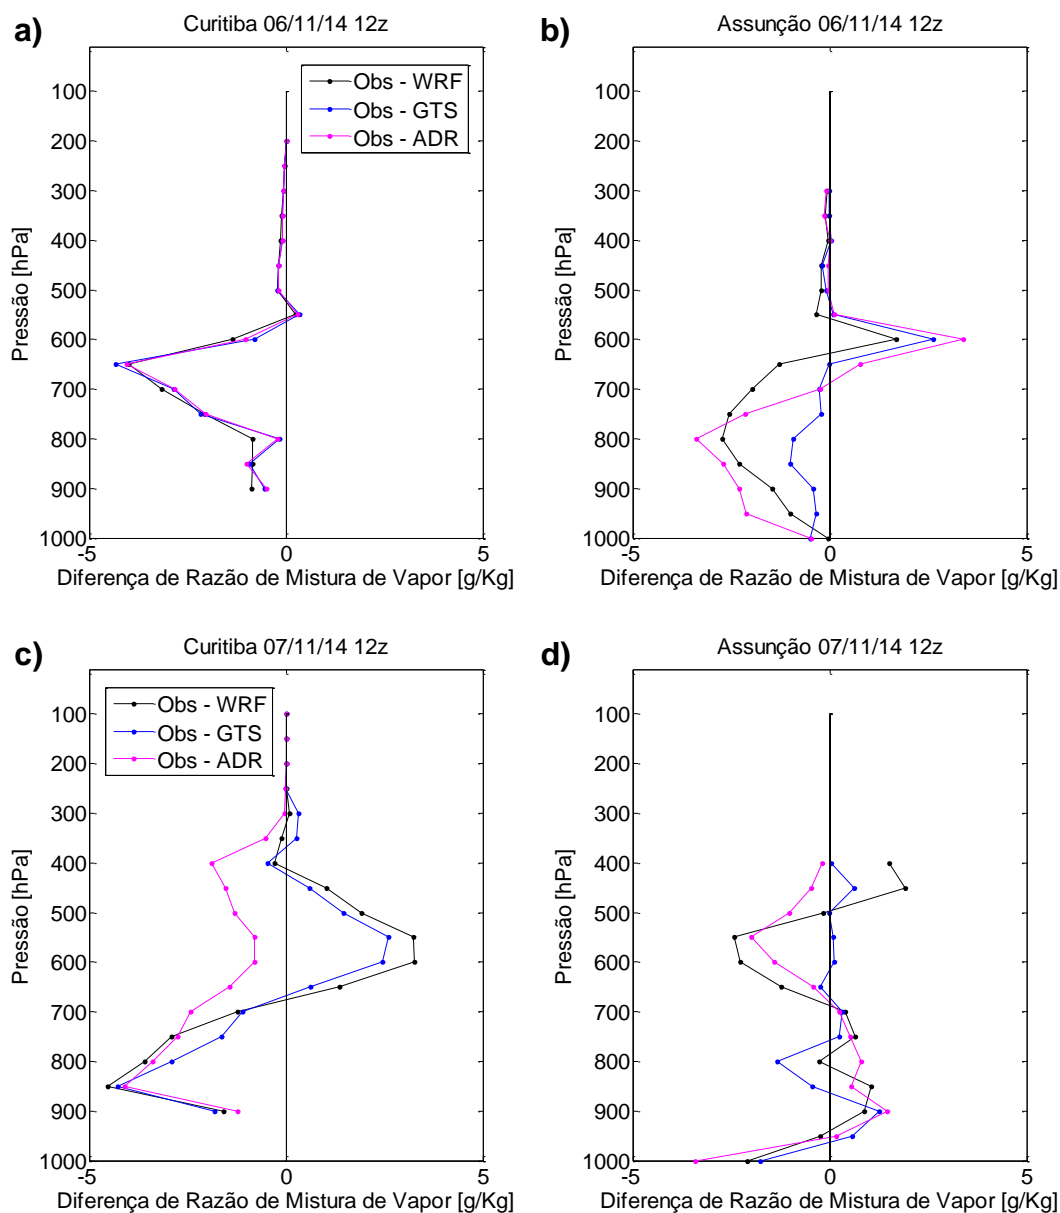 a)
Curitiba 06/11/14 12z
Obs - WRF
Obs - GTS
Obs - ADR
100
200
300
400
500
600
700
800
900
1000
Pressão [hPa]
-5
0
5
Diferença de Razão de Mistura de Vapor [g/Kg]
b)
Assunção 06/11/14 12z
100
200
300
400
500
600
700
800
900
1000
Pressão [hPa]
-5
0
5
Diferença de Razão de Mistura de Vapor [g/Kg]
c)
Curitiba 07/11/14 12z
Obs - WRF
Obs - GTS
Obs - ADR
100
200
300
400
500
600
700
800
900
1000
Pressão [hPa]
-5
0
5
Diferença de Razão de Mistura de Vapor [g/Kg]
d)
Assunção 07/11/14 12z
100
200
300
400
500
600
700
800
900
1000
Pressão [hPa]
-5
0
5
Diferença de Razão de Mistura de Vapor [g/Kg]